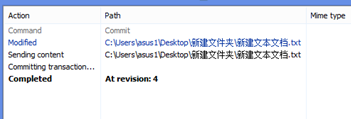 Action Path Mime type
Command Commit
Modified C:\Users\asus1\Desktop\新建文件夹\新建文本文档.txt
Sending content C:\Users\asus1\Desktop\新建文件夹\新建文本文档.txt
Committing transaction...
Completed At revision: 4